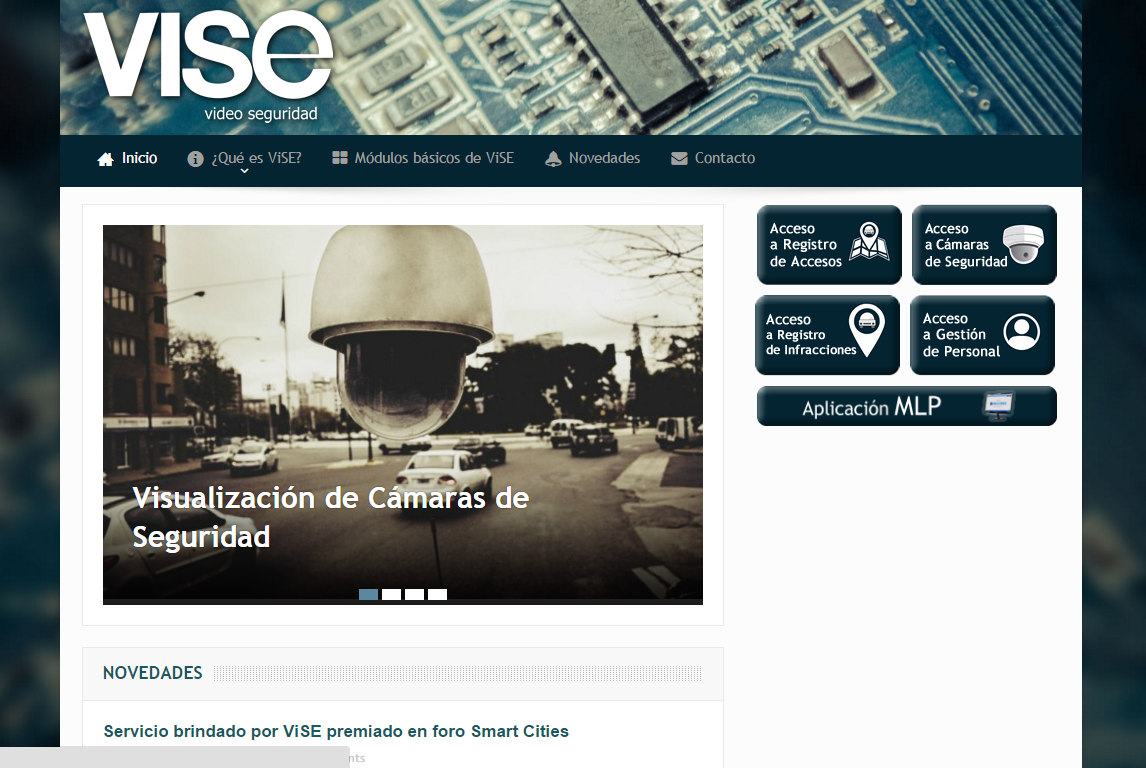 ViSe
video seguridad
Inicio
¿Qué es ViSE?
Módulos básicos de ViSE
Novedades
Contacto
Visualización de Cámaras de
Seguridad
Acceso
a Registro
de Accesos
Acceso
a Cámaras
de Seguridad
Acceso
a Registro
de Infracciones
Acceso
a Gestión
de Personal
Aplicación MLP
NOVEDADES
Servicio brindado por ViSE premiado en foro Smart Cities